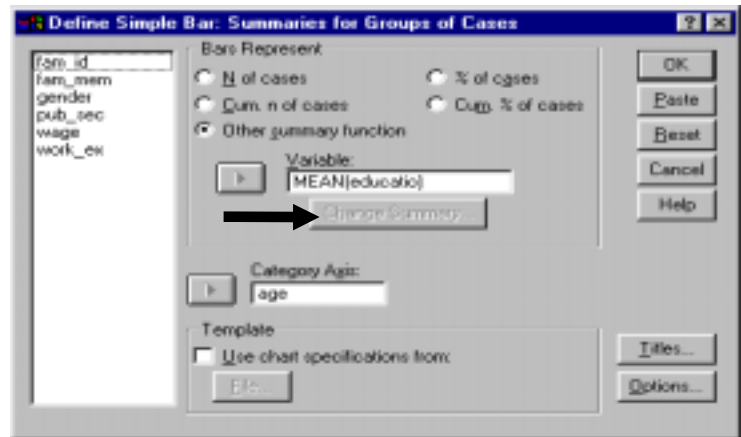 Define Simple Bar: Summaries for Groups of Cases
fam_id
fam_mem
gender
pub_sec
wage
work_ex
Bars Represent
N of cases
% of cases
Cum. n of cases
Cum. % of cases
Other summary function
Variable:
MEAN(educatio)
Change Summary...
Category Axis:
age
Template
Use chart specifications from:
File...
OK
Paste
Reset
Cancel
Help
Titles...
Options...